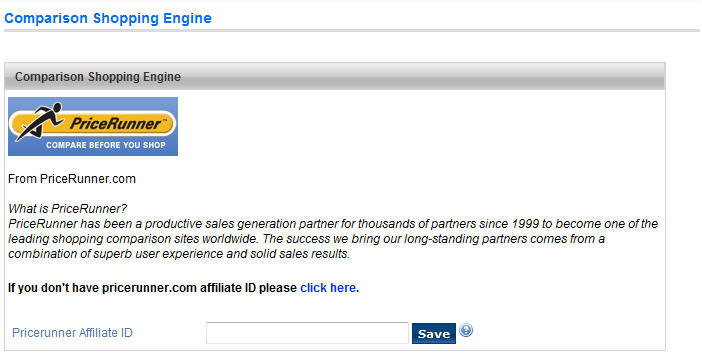 Comparison Shopping Engine
Comparison Shopping Engine
PriceRunner™
COMPARE BEFORE YOU SHOP
From PriceRunner.com
What is PriceRunner?
PriceRunner has been a productive sales generation partner for thousands of partners since 1999 to become one of the
leading shopping comparison sites worldwide. The success we bring our long-standing partners comes from a
combination of superb user experience and solid sales results.
If you don't have pricerunner.com affiliate ID please click here.
Pricerunner Affiliate ID Save ?